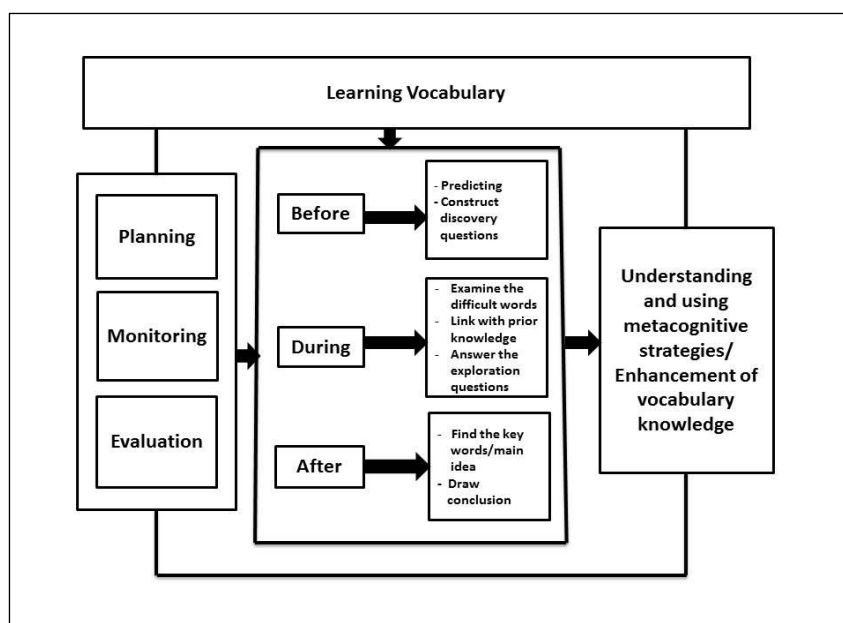 Learning Vocabulary
Planning
Monitoring
Evaluation
Before
- Predicting
- Construct
discovery
questions
During
- Examine the
difficult words
- Link with prior
knowledge
- Answer the
exploration
questions
After
- Find the key
words/main
idea
- Draw
conclusion
Understanding
and using
metacognitive
strategies/
Enhancement of
vocabulary
knowledge